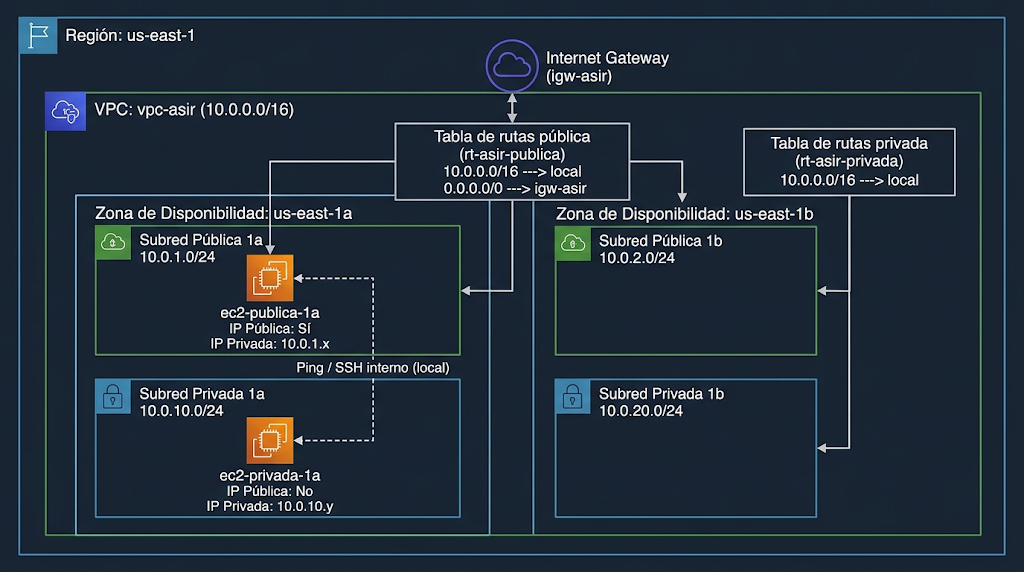 Región: us-east-1
Internet Gateway
(igw-asir)
VPC: vpc-asir (10.0.0.0/16)
Tabla de rutas pública
(rt-asir-publica)
10.0.0.0/16 ---> local
0.0.0.0/0 ---> igw-asir
Tabla de rutas privada
(rt-asir-privada)
10.0.0.0/16 ---> local
Zona de Disponibilidad: us-east-1a
Subred Pública 1a
10.0.1.0/24
ec2-publica-1a
IP Pública: Sí
IP Privada: 10.0.1.x
Ping / SSH interno (local)
Subred Privada 1a
10.0.10.0/24
ec2-privada-1a
IP Pública: No
IP Privada: 10.0.10.y
Zona de Disponibilidad: us-east-1b
Subred Pública 1b
10.0.2.0/24
Subred Privada 1b
10.0.20.0/24